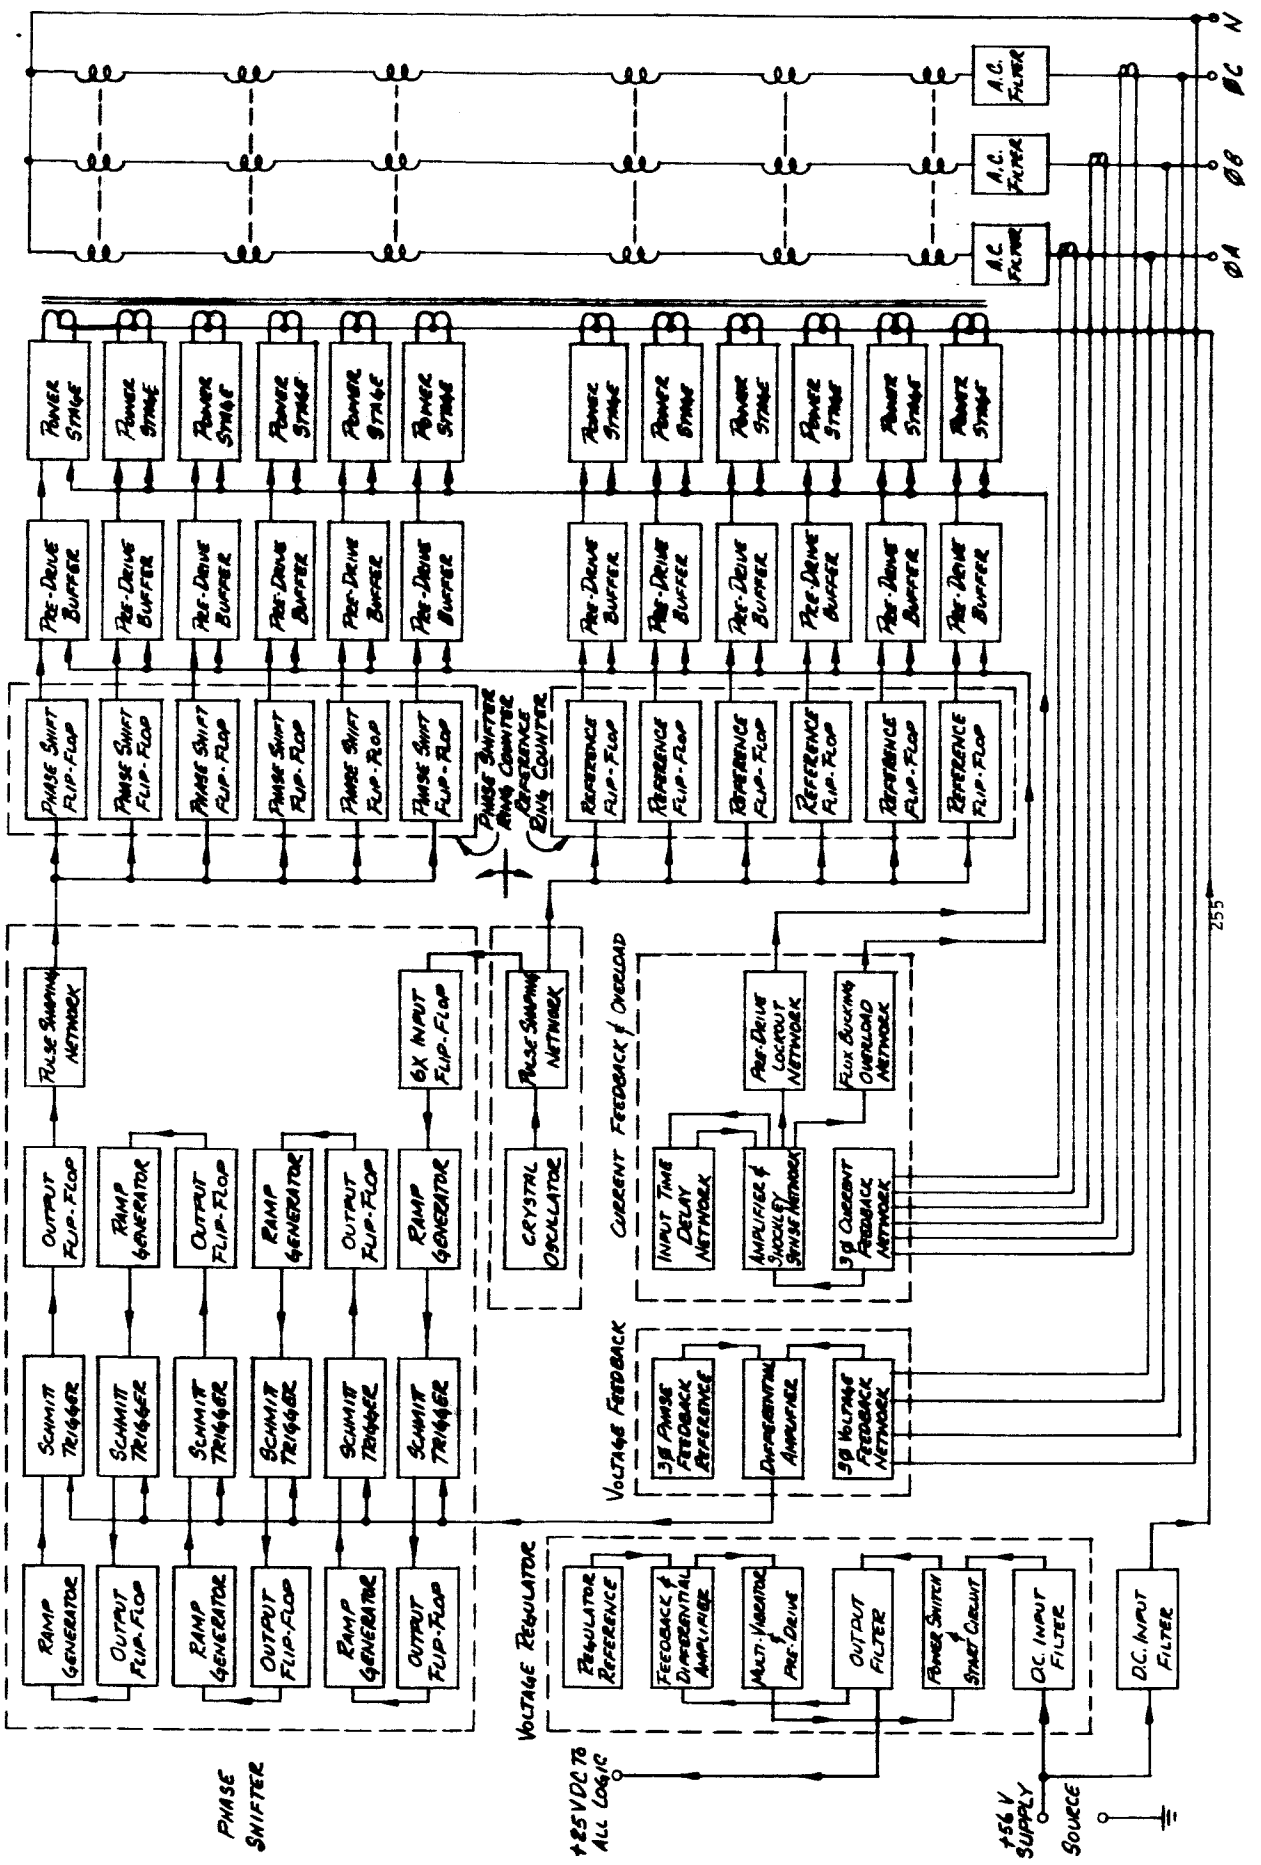 N
ØC
ØB
ØA
A.C.
FILTER
A.C.
FILTER
A.C.
FILTER
POWER
STAGE
POWER
STAGE
POWER
STAGE
POWER
STAGE
POWER
STAGE
POWER
STAGE
POWER
STAGE
POWER
STAGE
POWER
STAGE
POWER
STAGE
POWER
STAGE
POWER
STAGE
PRE-DRIVE
BUFFER
PRE-DRIVE
BUFFER
PRE-DRIVE
BUFFER
PRE-DRIVE
BUFFER
PRE-DRIVE
BUFFER
PRE-DRIVE
BUFFER
PRE-DRIVE
BUFFER
PRE-DRIVE
BUFFER
PRE-DRIVE
BUFFER
PRE-DRIVE
BUFFER
PRE-DRIVE
BUFFER
PRE-DRIVE
BUFFER
PHASE SHIFT
FLIP-FLOP
PHASE SHIFT
FLIP-FLOP
PHASE SHIFT
FLIP-FLOP
PHASE SHIFT
FLIP-FLOP
PHASE SHIFT
FLIP-FLOP
PHASE SHIFT
FLIP-FLOP
PHASE SHIFTER
RING COUNTER
REFERENCE
RING COUNTER
REFERENCE
FLIP-FLOP
REFERENCE
FLIP-FLOP
REFERENCE
FLIP-FLOP
REFERENCE
FLIP-FLOP
REFERENCE
FLIP-FLOP
REFERENCE
FLIP-FLOP
PULSE SHAPING
NETWORK
6X INPUT
FLIP-FLOP
PULSE SHAPING
NETWORK
CURRENT FEEDBACK & OVERLOAD
PRE-DRIVE
LOCKOUT
NETWORK
FLUX BUCKING
OVERLOAD
NETWORK
255
OUTPUT
FLIP-FLOP
RAMP
GENERATOR
OUTPUT
FLIP-FLOP
RAMP
GENERATOR
OUTPUT
FLIP-FLOP
RAMP
GENERATOR
CRYSTAL
OSCILLATOR
INPUT TIME
DELAY
NETWORK
AMPLIFIER &
SHOCKLEY
SENSE NETWORK
3Ø CURRENT
FEEDBACK
NETWORK
SCHMITT
TRIGGER
SCHMITT
TRIGGER
SCHMITT
TRIGGER
SCHMITT
TRIGGER
SCHMITT
TRIGGER
SCHMITT
TRIGGER
VOLTAGE FEEDBACK
3Ø PHASE
FEEDBACK
REFERENCE
DIFFERENTIAL
AMPLIFIER
3Ø VOLTAGE
FEEDBACK
NETWORK
RAMP
GENERATOR
OUTPUT
FLIP-FLOP
RAMP
GENERATOR
OUTPUT
FLIP-FLOP
RAMP
GENERATOR
OUTPUT
FLIP-FLOP
VOLTAGE REGULATOR
REGULATOR
REFERENCE
FEEDBACK &
DIFFERENTIAL
AMPLIFIER
MULTI-VIBRATOR
&
PRE-DRIVE
OUTPUT
FILTER
POWER SWITCH
&
START CIRCUIT
D.C. INPUT
FILTER
D.C. INPUT
FILTER
PHASE
SHIFTER
+25 VDC TO
ALL LOGIC
+56 V
SUPPLY
SOURCE